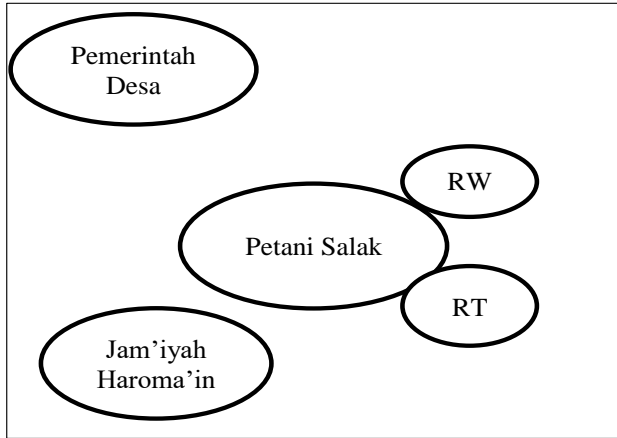 Pemerintah
Desa
RW
Petani Salak
RT
Jam’iyah
Haroma’in